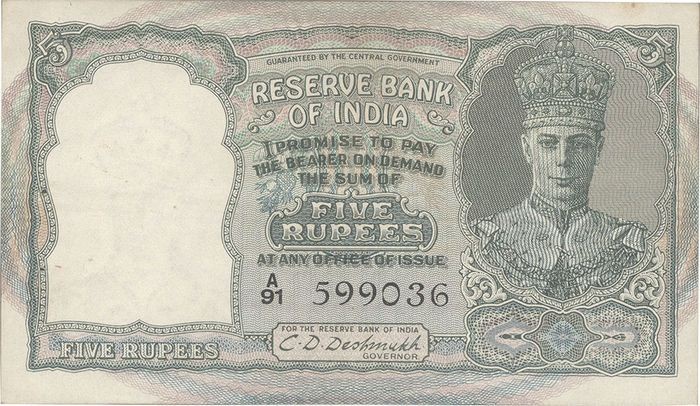 5
5
GUARANTEED BY THE CENTRAL GOVERNMENT
RESERVE BANK
OF INDIA
I PROMISE TO PAY
THE BEARER ON DEMAND
THE SUM OF
FIVE
RUPEES
AT ANY OFFICE OF ISSUE
A/91 599036
FOR THE RESERVE BANK OF INDIA
C. D. Deshmukh
GOVERNOR.
FIVE RUPEES